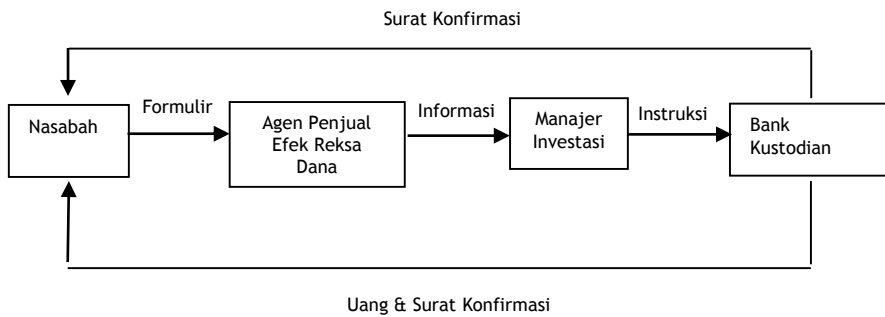 Surat Konfirmasi
Nasabah
Formulir
Agen Penjual
Efek Reksa
Dana
Informasi
Manajer
Investasi
Instruksi
Bank
Kustodian
Uang & Surat Konfirmasi